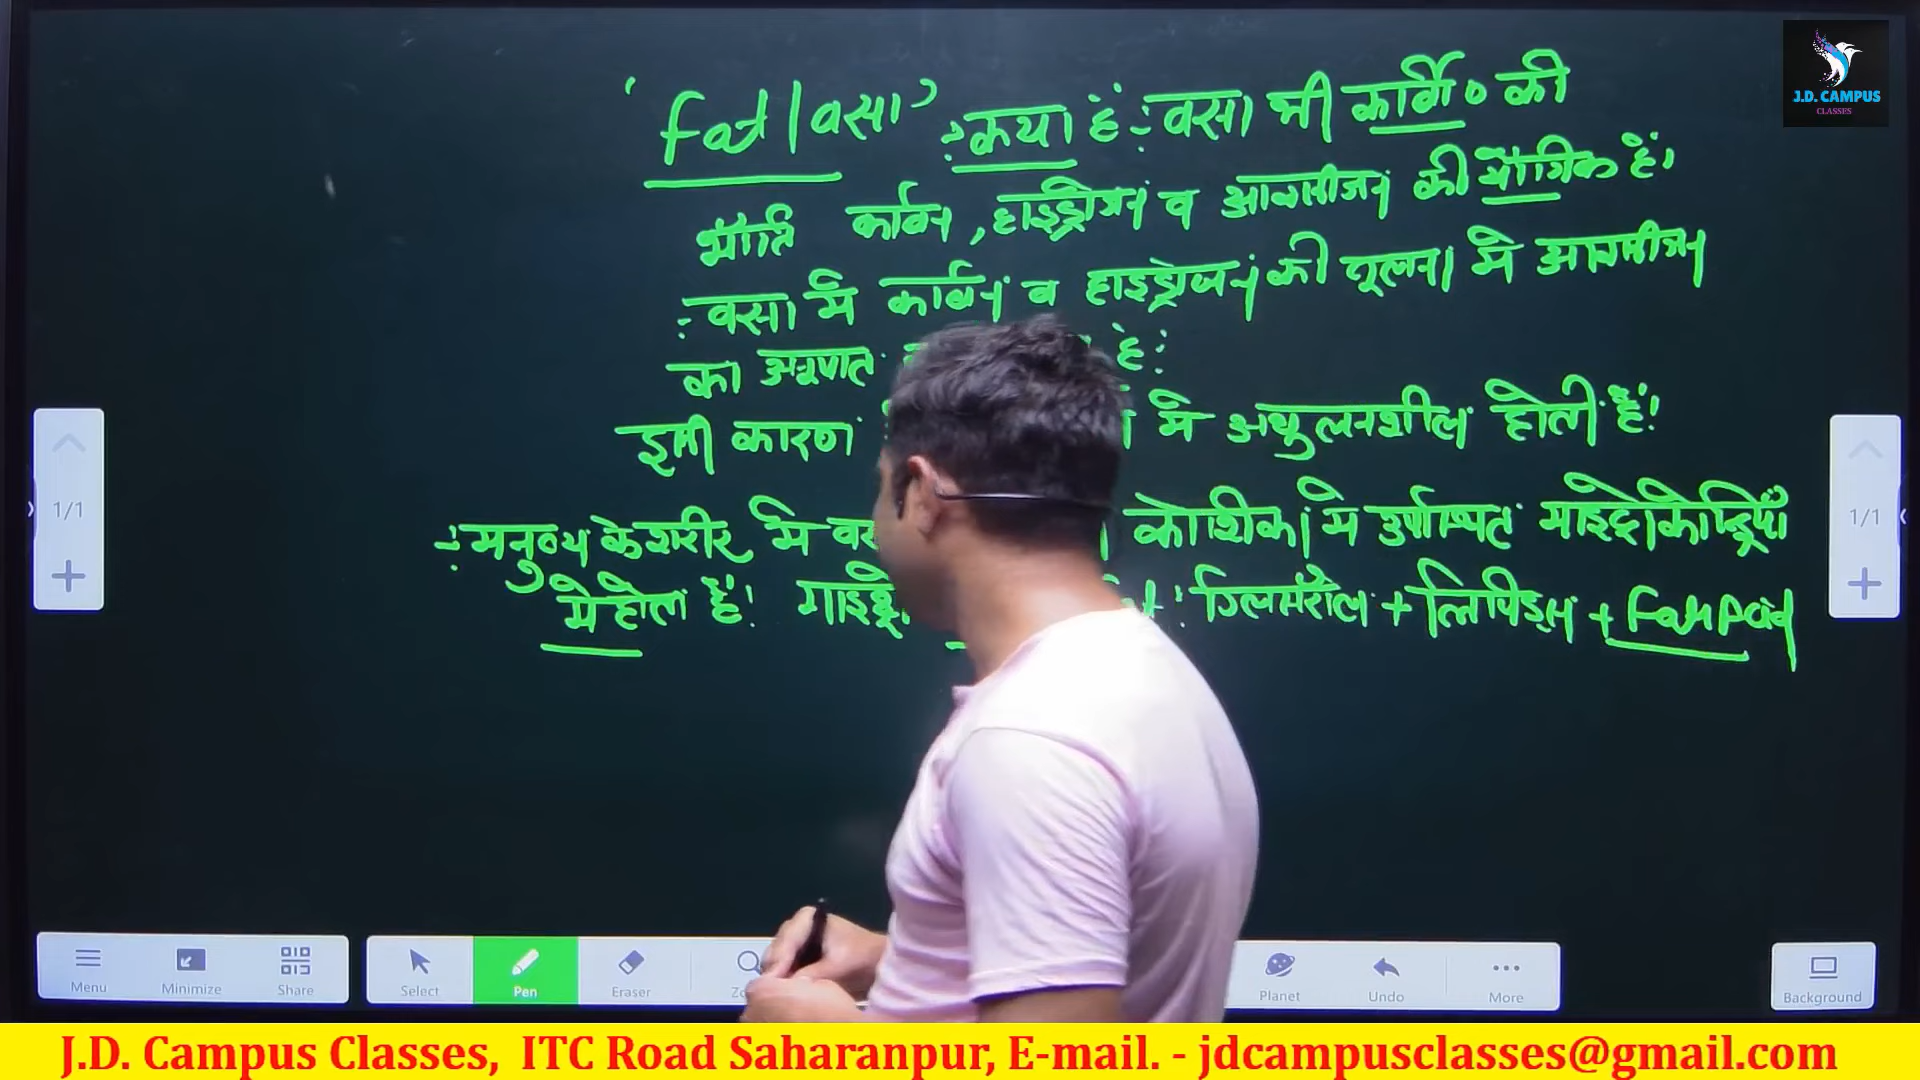 'fat / वसा' :- क्या है :- वसा भी कार्बो० की
भांति कार्बन, हाइड्रोजन व आक्सीजन की यौगिक है।
:- वसा मे कार्बन व हाइड्रोजन की तूलना मे आक्सीजन
का अनुपात है :-
इसी कारण मे अघुलनशील होती है!
:- मनुष्य के शरीर मे कोशिका मे उपस्थित माइट्रोकोन्ड्रिया
मे होता है! : ग्लिसरॉल + लिपिड्स +
J.D. CAMPUS
CLASSES
1/1
1/1
Menu Minimize Share Select Pen Eraser Planet Undo More Background
J.D. Campus Classes, ITC Road Saharanpur, E-mail. - jdcampusclasses@gmail.com